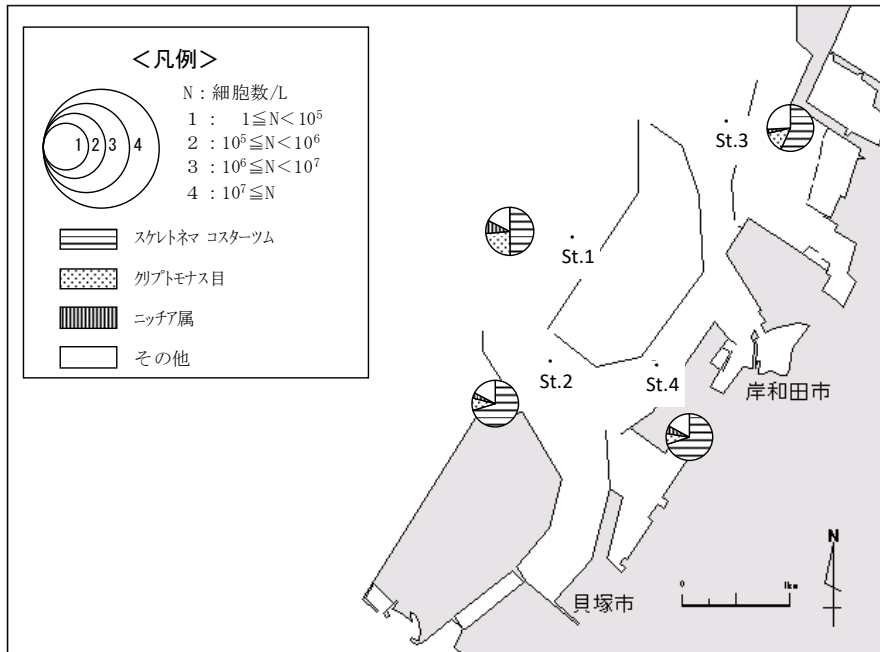 ＜凡例＞
N : 細胞数/L
1 : 1≦N<10⁵
2 : 10⁵≦N<10⁶
3 : 10⁶≦N<10⁷
4 : 10⁷≦N
1 2 3 4
スケレトネマ コスターツム
クリプトモナス目
ニッチア属
その他
St.3
St.1
St.2
St.4
岸和田市
貝塚市
N
0 1km